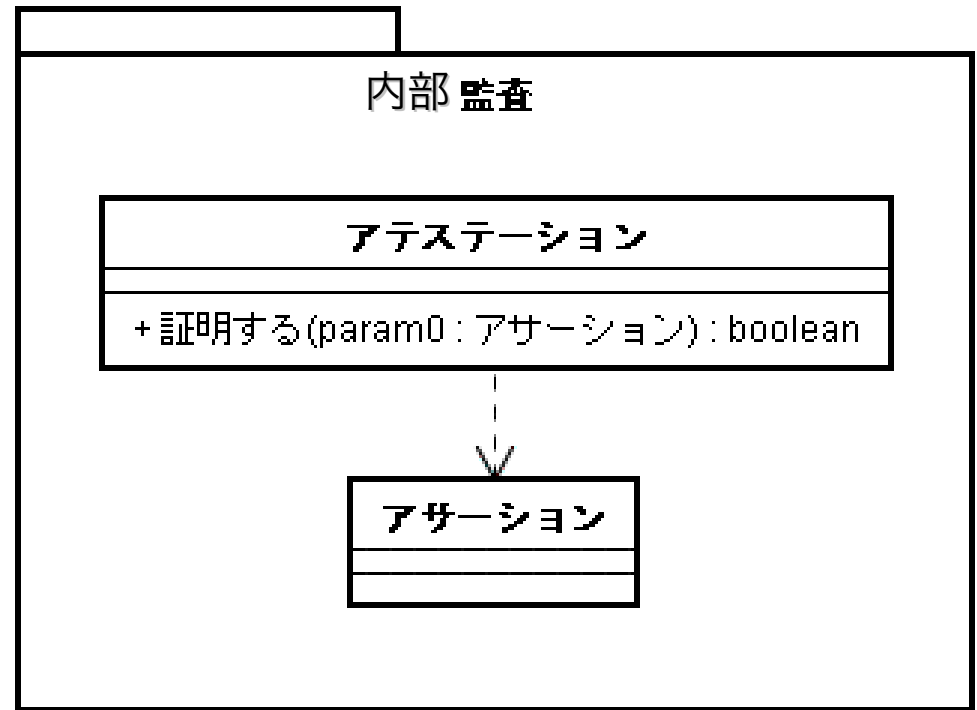 内部 監査
アテステーション
+ 証明する(param0 : アサーション) : boolean
アサーション